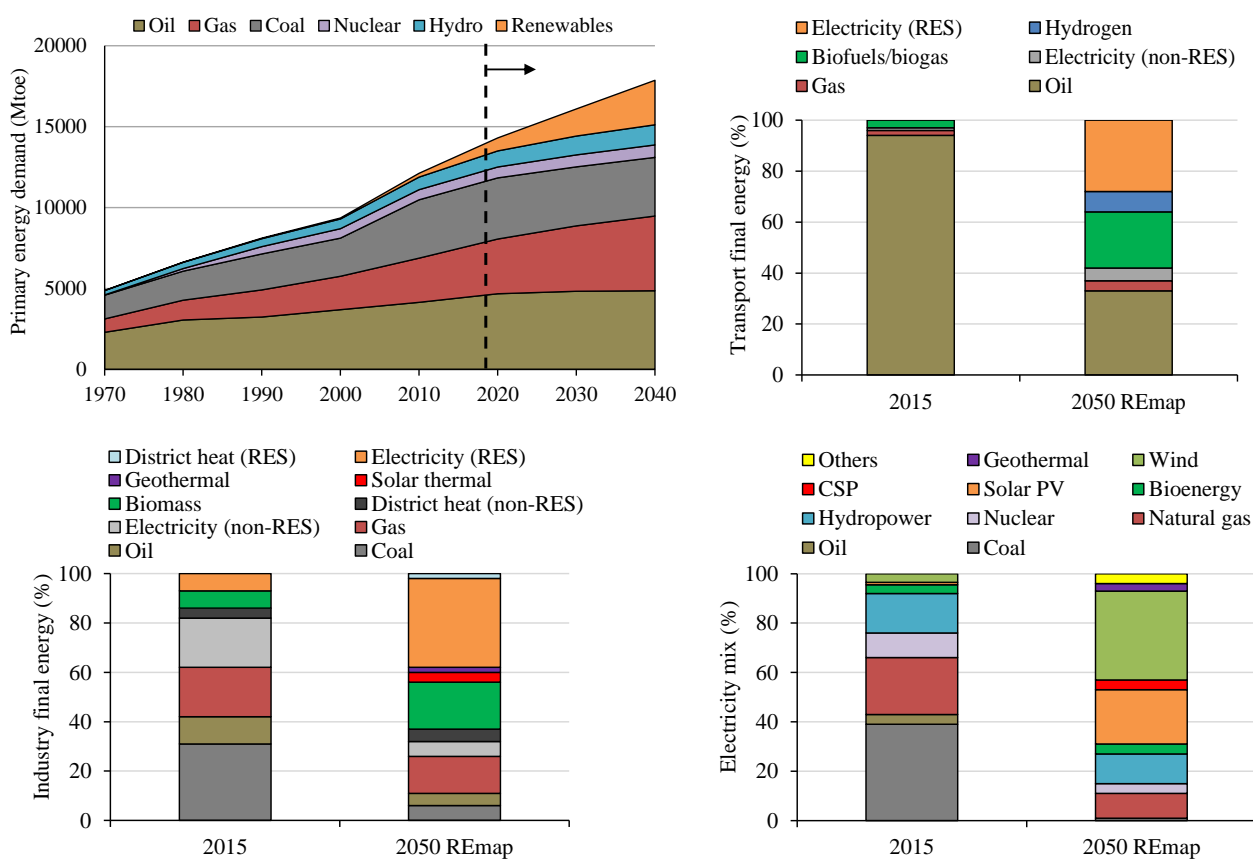 Oil Gas Coal Nuclear Hydro Renewables
20000
15000
10000
5000
0
Primary energy demand (Mtoe)
1970 1980 1990 2000 2010 2020 2030 2040
Electricity (RES) Hydrogen
Biofuels/biogas Electricity (non-RES)
Gas Oil
100
80
60
40
20
0
Transport final energy (%)
2015 2050 REmap
District heat (RES) Electricity (RES)
Geothermal Solar thermal
Biomass District heat (non-RES)
Electricity (non-RES) Gas
Oil Coal
100
80
60
40
20
0
Industry final energy (%)
2015 2050 REmap
Others Geothermal Wind
CSP Solar PV Bioenergy
Hydropower Nuclear Natural gas
Oil Coal
100
80
60
40
20
0
Electricity mix (%)
2015 2050 REmap